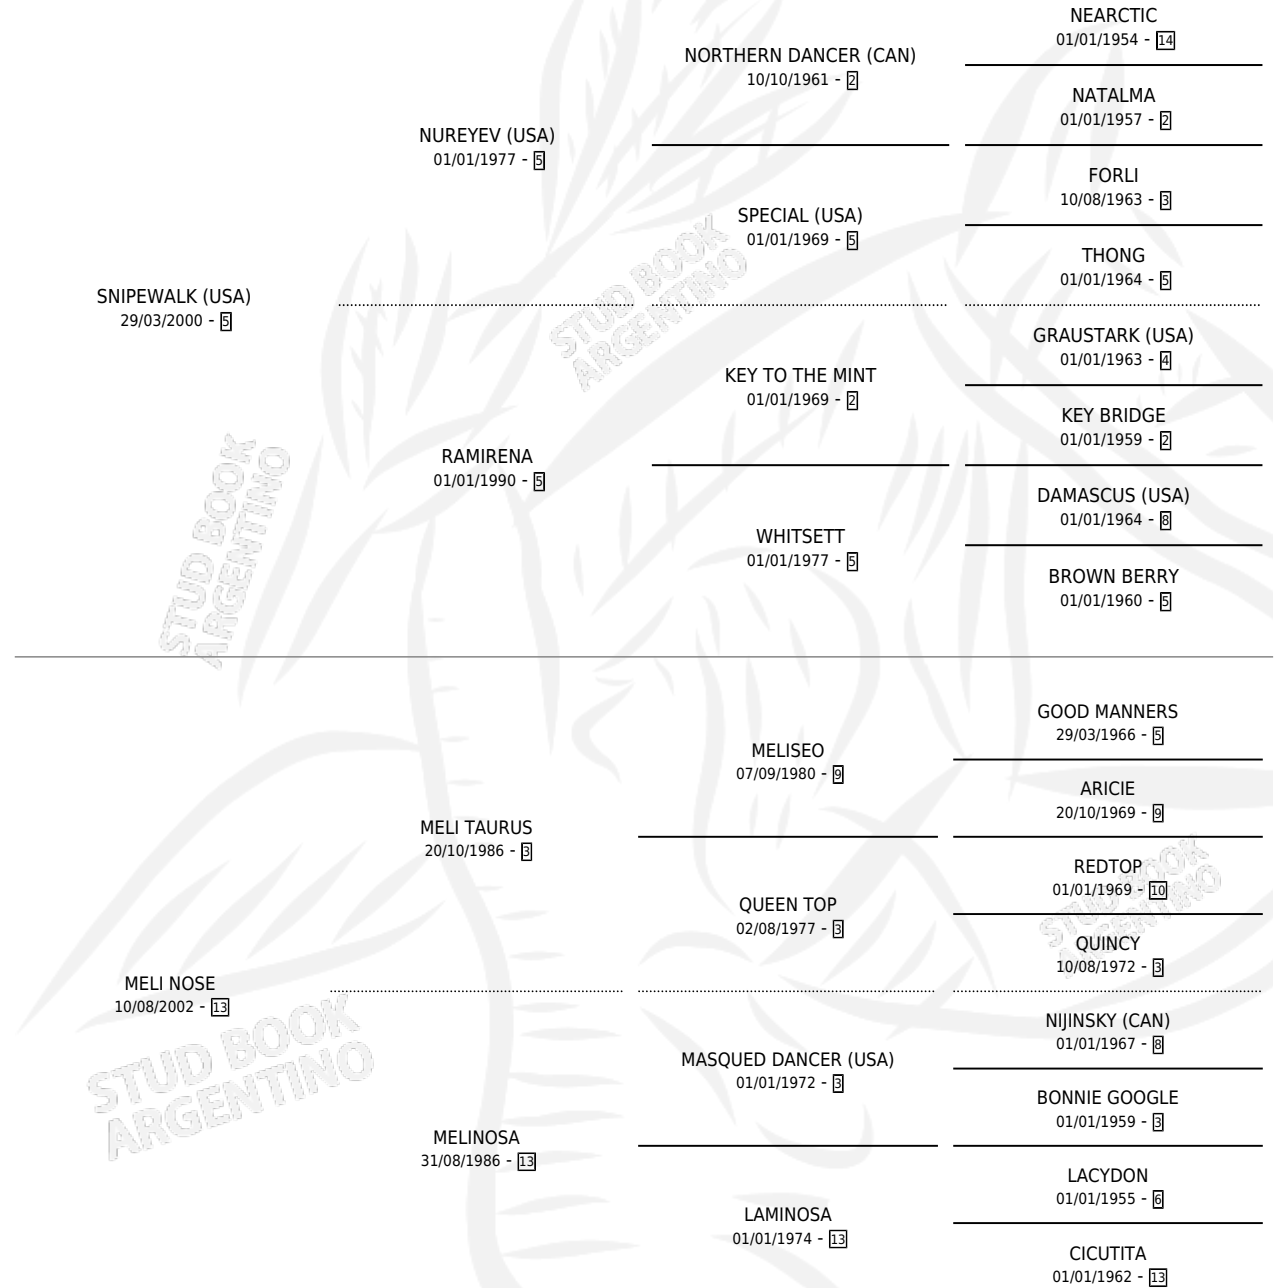 NEARCTIC
01/01/1954 - 14
NORTHERN DANCER (CAN)
10/10/1961 - 2
NATALMA
01/01/1957 - 2
NUREYEV (USA)
01/01/1977 - 5
FORLI
10/08/1963 - 3
SPECIAL (USA)
01/01/1969 - 5
THONG
01/01/1964 - 5
SNIPEWALK (USA)
29/03/2000 - 5
STUD BOOK
ARGENTINO
GRAUSTARK (USA)
01/01/1963 - 4
KEY TO THE MINT
01/01/1969 - 2
KEY BRIDGE
01/01/1959 - 2
RAMIRENA
01/01/1990 - 5
DAMASCUS (USA)
01/01/1964 - 8
WHITSETT
01/01/1977 - 5
BROWN BERRY
01/01/1960 - 5
STUD BOOK
ARGENTINO
GOOD MANNERS
29/03/1966 - 5
MELISEO
07/09/1980 - 9
ARICIE
20/10/1969 - 9
MELI TAURUS
20/10/1986 - 3
REDTOP
01/01/1969 - 10
QUEEN TOP
02/08/1977 - 3
QUINCY
10/08/1972 - 3
STUD BOOK
ARGENTINO
MELI NOSE
10/08/2002 - 13
NIJINSKY (CAN)
01/01/1967 - 8
MASQUED DANCER (USA)
01/01/1972 - 3
BONNIE GOOGLE
01/01/1959 - 3
STUD BOOK
ARGENTINO
MELINOSA
31/08/1986 - 13
LACYDON
01/01/1955 - 6
LAMINOSA
01/01/1974 - 13
CICUTITA
01/01/1962 - 13